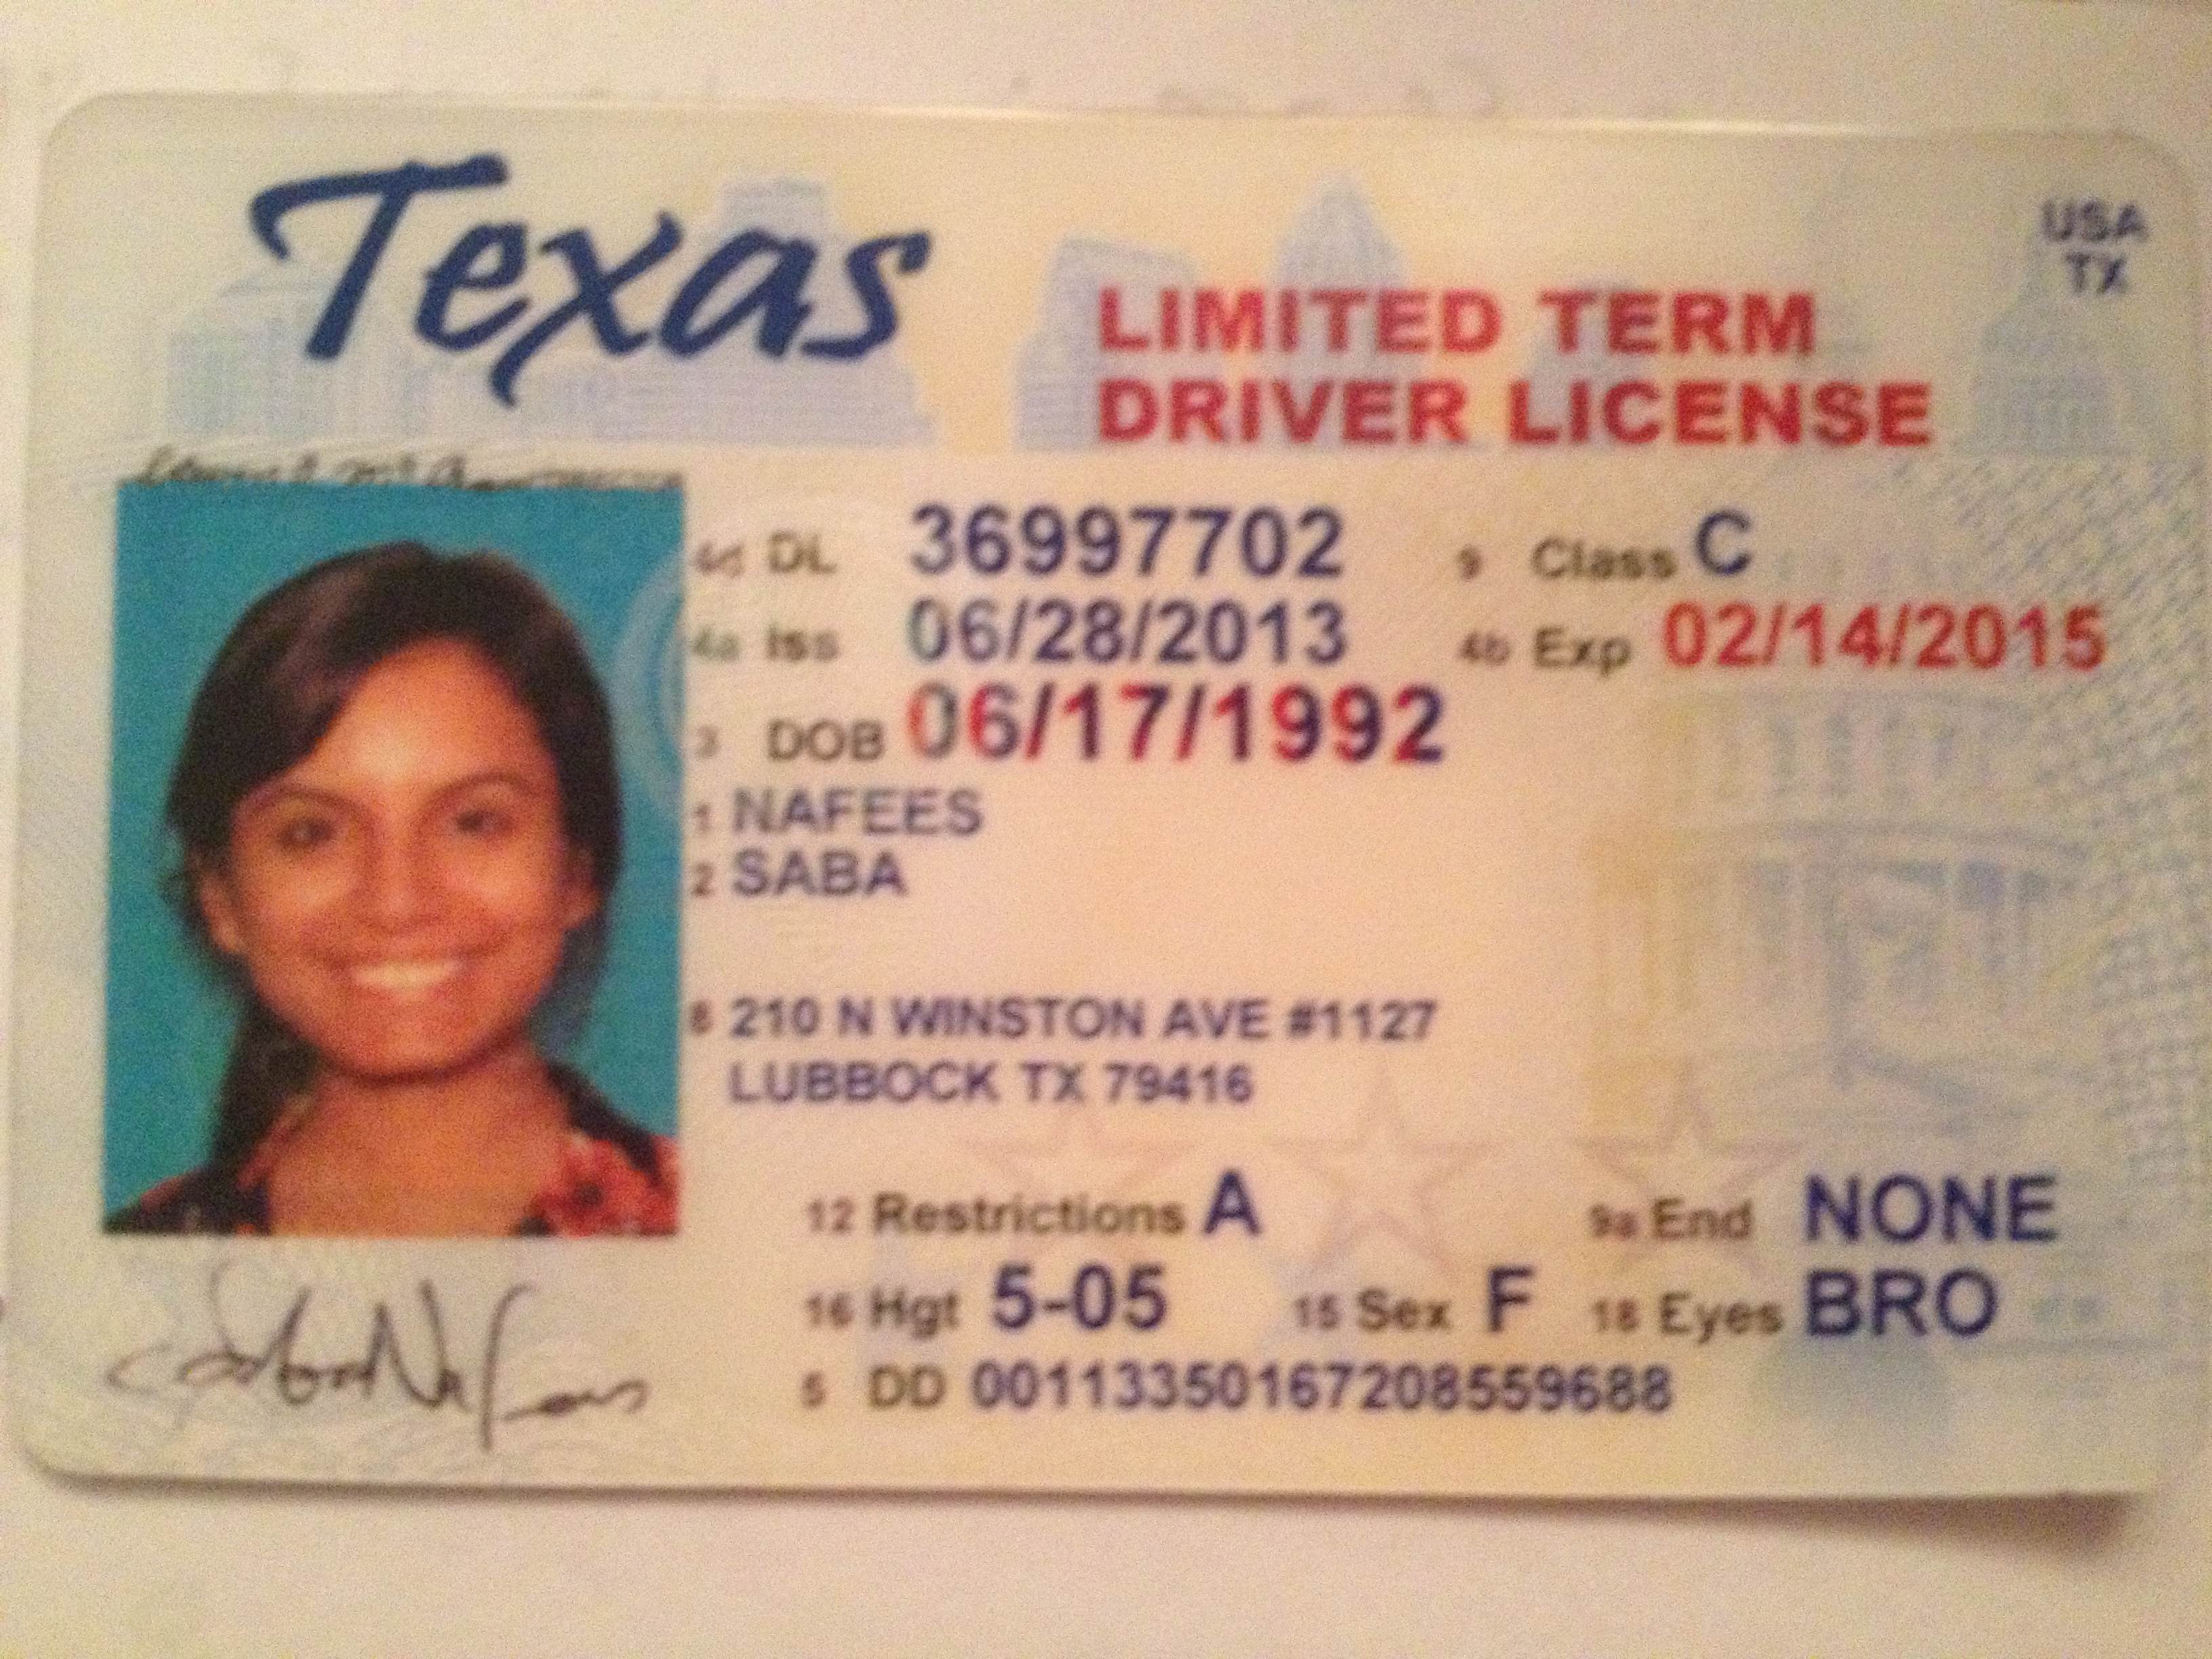 Texas
USA
TX
LIMITED TERM
DRIVER LICENSE
4d DL 36997702 9 Class C
4a Iss 06/28/2013 4b Exp 02/14/2015
3 DOB 06/17/1992
1 NAFEES
2 SABA
8 210 N WINSTON AVE #1127
LUBBOCK TX 79416
12 Restrictions A 9a End NONE
16 Hgt 5-05 15 Sex F 18 Eyes BRO
5 DD 00113350167208559688